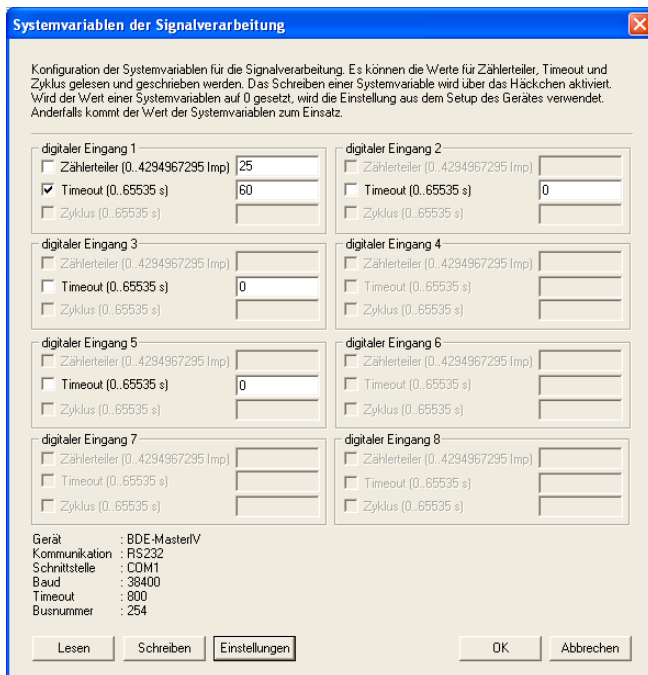 Systemvariablen der Signalverarbeitung
Konfiguration der Systemvariablen für die Signalverarbeitung. Es können die Werte für Zählerteiler, Timeout und
Zyklus gelesen und geschrieben werden. Das Schreiben einer Systemvariable wird über das Häckchen aktiviert.
Wird der Wert einer Systemvariablen auf 0 gesetzt, wird die Einstellung aus dem Setup des Gerätes verwendet.
Anderfalls kommt der Wert der Systemvariablen zum Einsatz.
digitaler Eingang 1
Zählerteiler (0..4294967295 Imp) 25
Timeout (0..65535 s) 60
Zyklus (0..65535 s)
digitaler Eingang 2
Zählerteiler (0..4294967295 Imp)
Timeout (0..65535 s) 0
Zyklus (0..65535 s)
digitaler Eingang 3
Zählerteiler (0..4294967295 Imp)
Timeout (0..65535 s) 0
Zyklus (0..65535 s)
digitaler Eingang 4
Zählerteiler (0..4294967295 Imp)
Timeout (0..65535 s)
Zyklus (0..65535 s)
digitaler Eingang 5
Zählerteiler (0..4294967295 Imp)
Timeout (0..65535 s) 0
Zyklus (0..65535 s)
digitaler Eingang 6
Zählerteiler (0..4294967295 Imp)
Timeout (0..65535 s)
Zyklus (0..65535 s)
digitaler Eingang 7
Zählerteiler (0..4294967295 Imp)
Timeout (0..65535 s)
Zyklus (0..65535 s)
digitaler Eingang 8
Zählerteiler (0..4294967295 Imp)
Timeout (0..65535 s)
Zyklus (0..65535 s)
Gerät : BDE-MasterIV
Kommunikation : RS232
Schnittstelle : COM1
Baud : 38400
Timeout : 800
Busnummer : 254
Lesen Schreiben Einstellungen OK Abbrechen